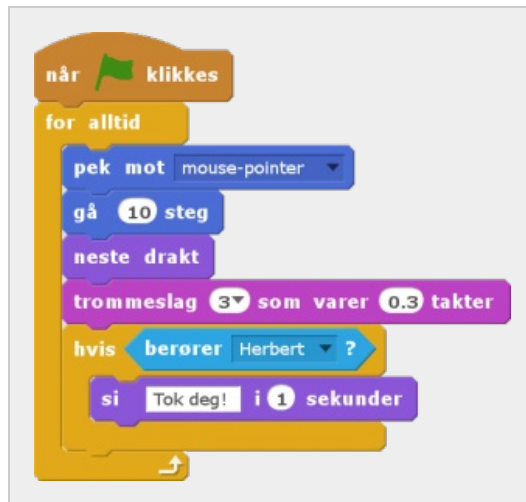 når klikkes
for alltid
pek mot mouse-pointer
gå 10 steg
neste drakt
trommeslag 3 som varer 0.3 takter
hvis berører Herbert ?
si Tok deg! i 1 sekunder